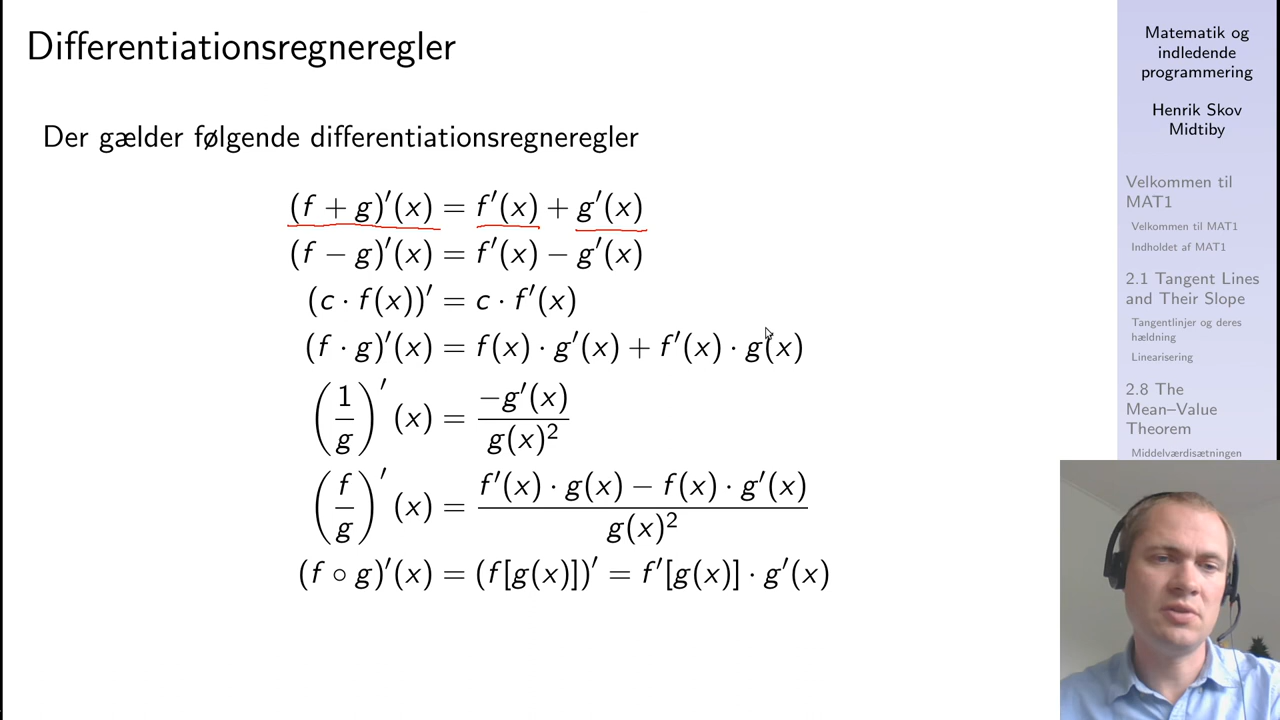 Differentiationsregneregler
Der gælder følgende differentiationsregneregler
(f + g)′(x) = f′(x) + g′(x)
(f − g)′(x) = f′(x) − g′(x)
(c · f(x))′ = c · f′(x)
(f · g)′(x) = f(x) · g′(x) + f′(x) · g(x)
(1/g)′ (x) = −g′(x) / g(x)²
(f/g)′ (x) = f′(x) · g(x) − f(x) · g′(x) / g(x)²
(f ∘ g)′(x) = (f[g(x)])′ = f′[g(x)] · g′(x)
Matematik og
indledende
programmering
Henrik Skov
Midtiby
Velkommen til
MAT1
Velkommen til MAT1
Indholdet af MAT1
2.1 Tangent Lines
and Their Slope
Tangentlinjer og deres
hældning
Linearisering
2.8 The
Mean–Value
Theorem
Middelværdisætningen